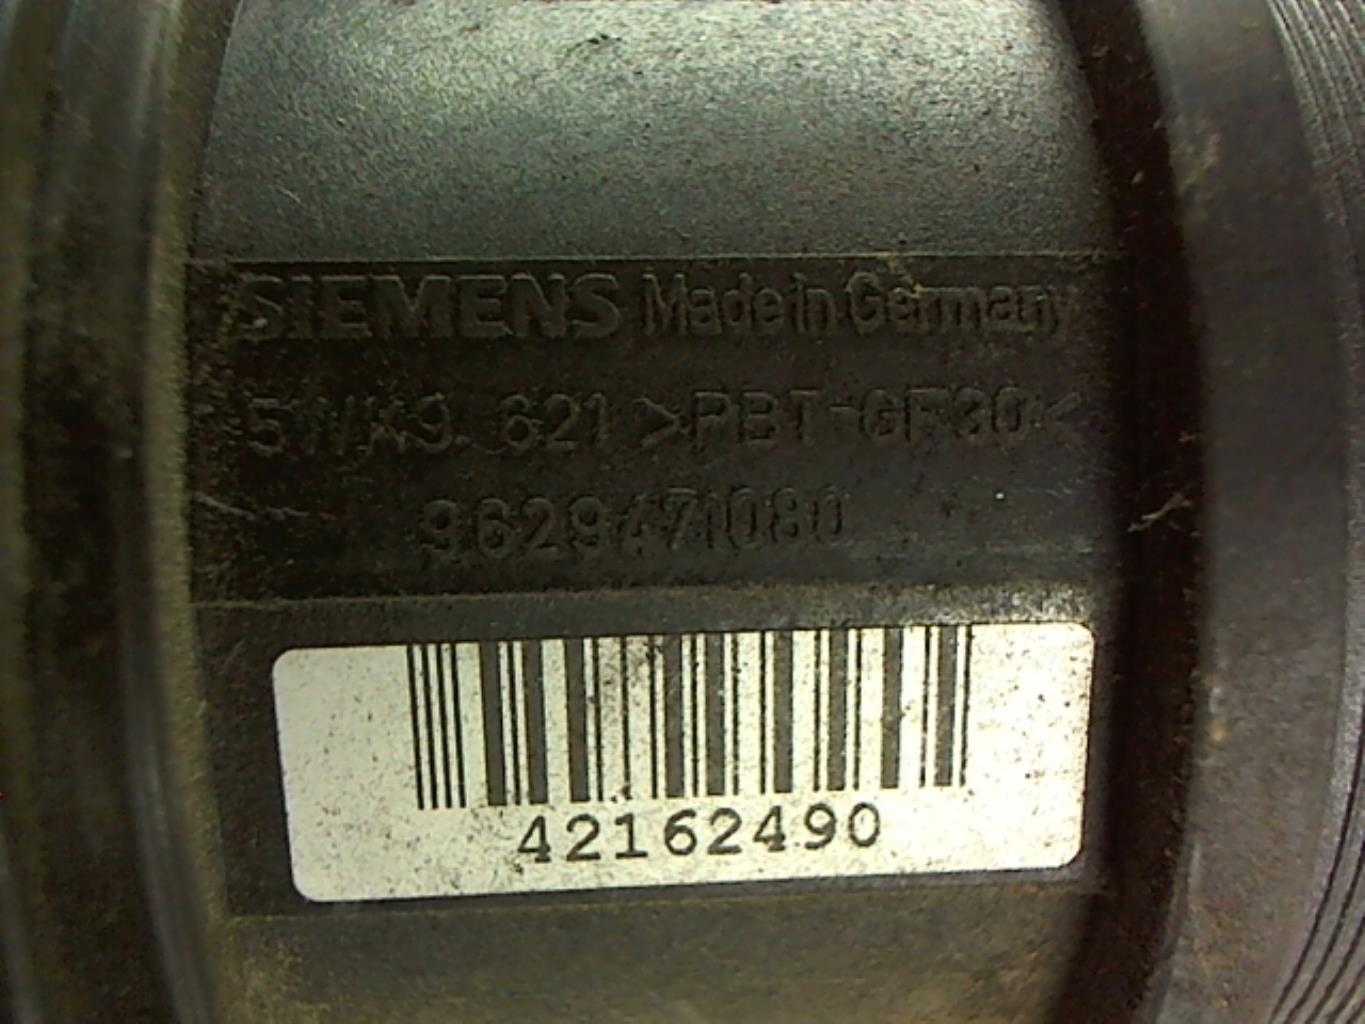 SIEMENS Made in Germany
5WK9 621 >PBT-GF30<
9629471080
42162490